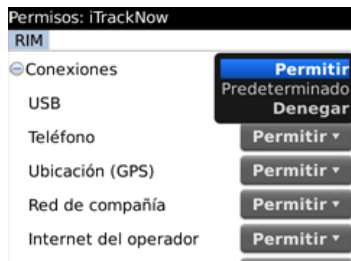 Permisos: iTrackNow
RIM
Conexiones Permitir
Predeterminado
USB Denegar
Teléfono Permitir
Ubicación (GPS) Permitir
Red de compañía Permitir
Internet del operador Permitir